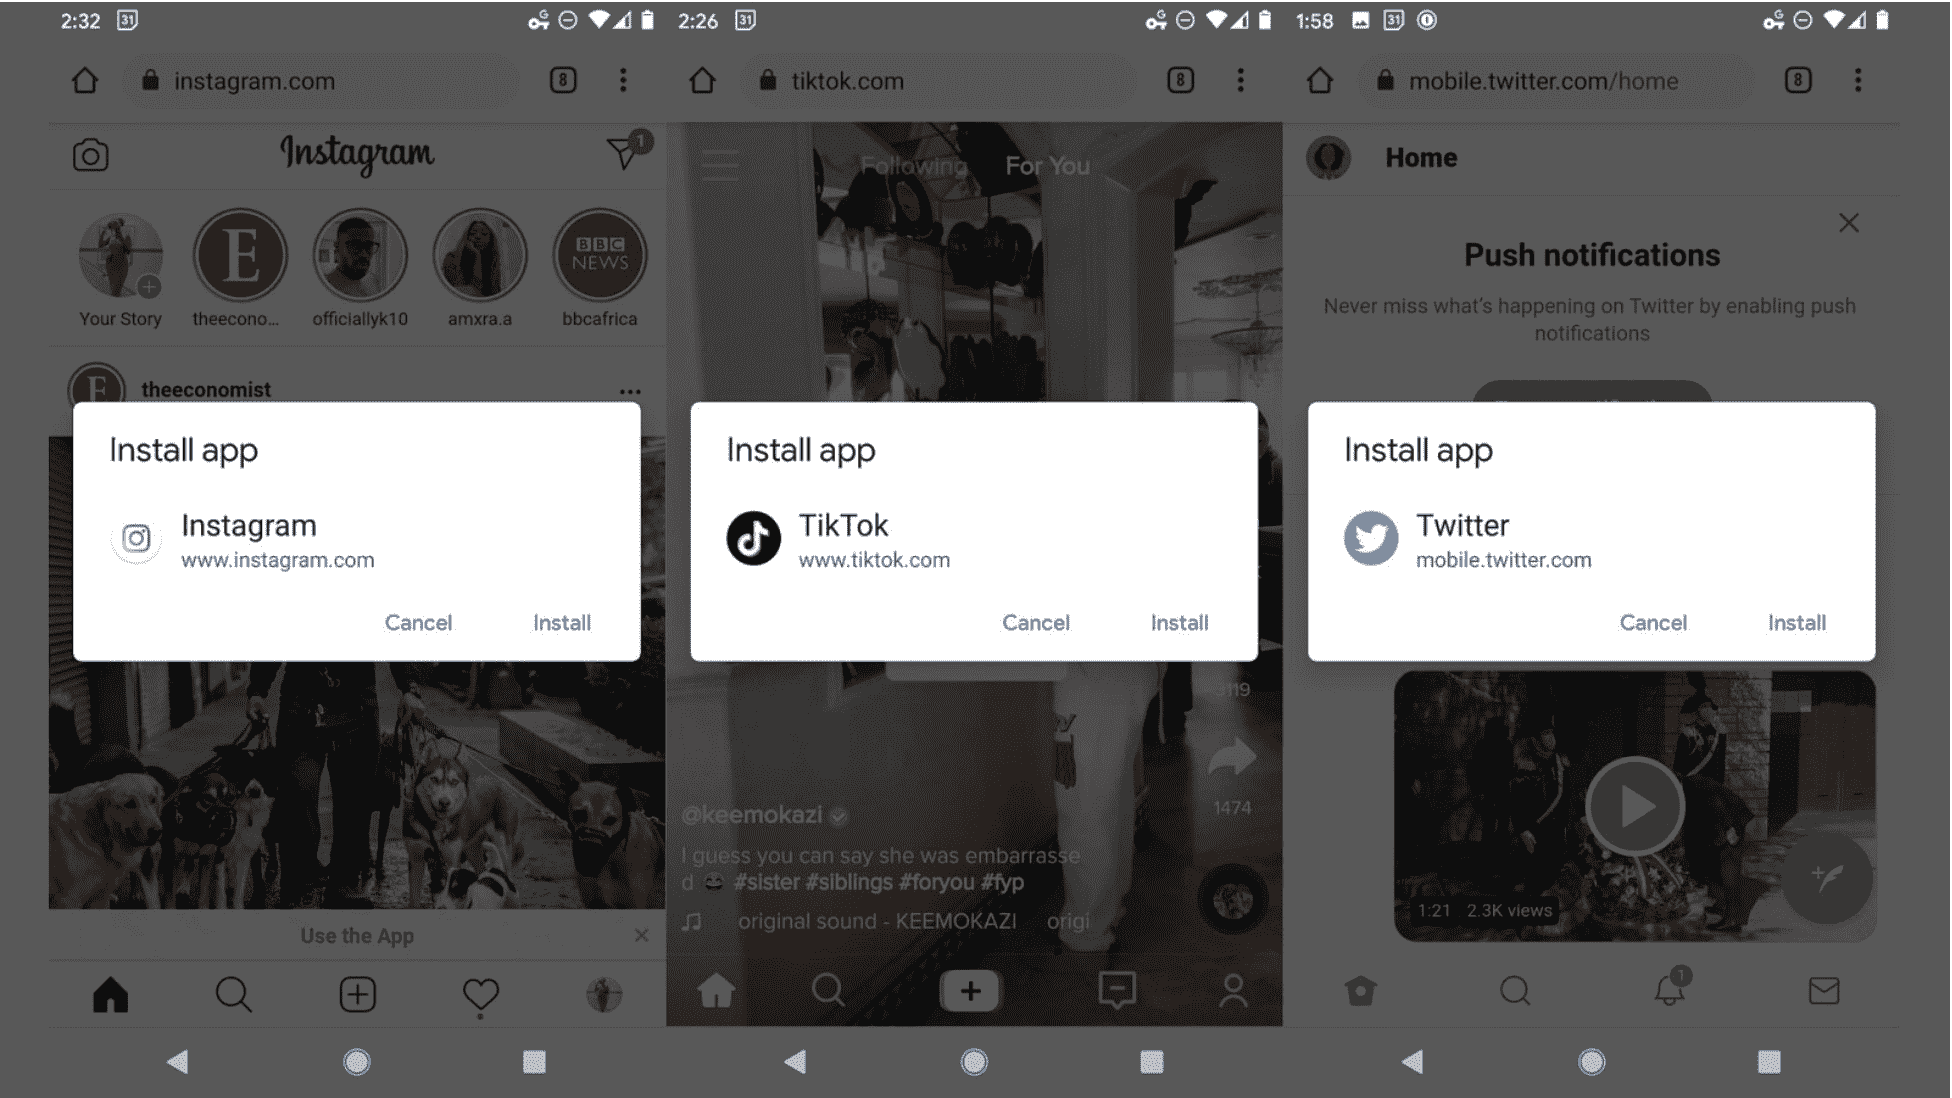 2:32 31
instagram.com 8
Instagram 1
E BBC NEWS
Your Story theecono... officiallyk10 amxra.a bbcafrica
E theeconomist
Install app
Instagram
www.instagram.com
Cancel Install
Use the App
2:26 31
tiktok.com 8
Following For You
Install app
TikTok
www.tiktok.com
Cancel Install
1474
@keemokazi
I guess you can say she was embarrasse
d 😂 #sister #siblings #foryou #fyp
original sound - KEEMOKAZI origi
1:58 31
mobile.twitter.com/home 8
Home
Push notifications
Never miss what's happening on Twitter by enabling push
notifications
Install app
Twitter
mobile.twitter.com
Cancel Install
1:21 2.3K views
1